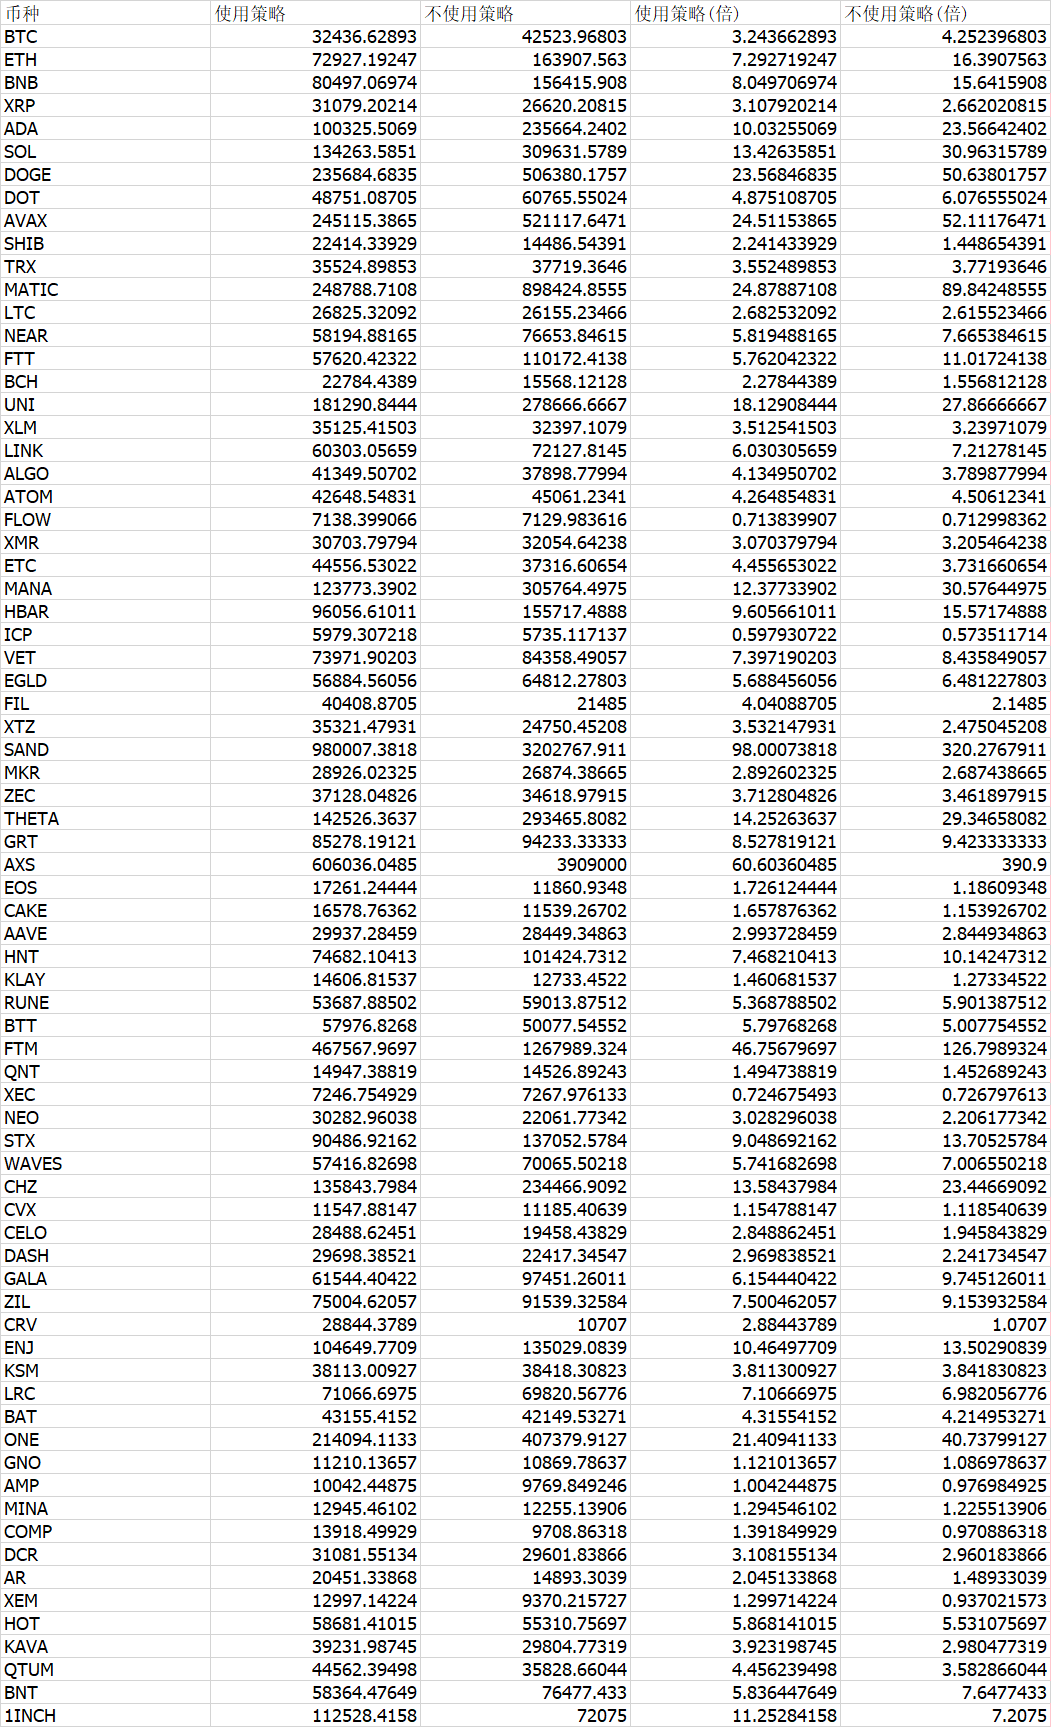 币种 使用策略 不使用策略 使用策略(倍) 不使用策略(倍)
BTC 32436.62893 42523.96803 3.243662893 4.252396803
ETH 72927.19247 163907.563 7.292719247 16.3907563
BNB 80497.06974 156415.908 8.049706974 15.6415908
XRP 31079.20214 26620.20815 3.107920214 2.662020815
ADA 100325.5069 235664.2402 10.03255069 23.56642402
SOL 134263.5851 309631.5789 13.42635851 30.96315789
DOGE 235684.6835 506380.1757 23.56846835 50.63801757
DOT 48751.08705 60765.55024 4.875108705 6.076555024
AVAX 245115.3865 521117.6471 24.51153865 52.11176471
SHIB 22414.33929 14486.54391 2.241433929 1.448654391
TRX 35524.89853 37719.3646 3.552489853 3.77193646
MATIC 248788.7108 898424.8555 24.87887108 89.84248555
LTC 26825.32092 26155.23466 2.682532092 2.615523466
NEAR 58194.88165 76653.84615 5.819488165 7.665384615
FTT 57620.42322 110172.4138 5.762042322 11.01724138
BCH 22784.4389 15568.12128 2.27844389 1.556812128
UNI 181290.8444 278666.6667 18.12908444 27.86666667
XLM 35125.41503 32397.1079 3.512541503 3.23971079
LINK 60303.05659 72127.8145 6.030305659 7.21278145
ALGO 41349.50702 37898.77994 4.134950702 3.789877994
ATOM 42648.54831 45061.2341 4.264854831 4.50612341
FLOW 7138.399066 7129.983616 0.713839907 0.712998362
XMR 30703.79794 32054.64238 3.070379794 3.205464238
ETC 44556.53022 37316.60654 4.455653022 3.731660654
MANA 123773.3902 305764.4975 12.37733902 30.57644975
HBAR 96056.61011 155717.4888 9.605661011 15.57174888
ICP 5979.307218 5735.117137 0.597930722 0.573511714
VET 73971.90203 84358.49057 7.397190203 8.435849057
EGLD 56884.56056 64812.27803 5.688456056 6.481227803
FIL 40408.8705 21485 4.04088705 2.1485
XTZ 35321.47931 24750.45208 3.532147931 2.475045208
SAND 980007.3818 3202767.911 98.00073818 320.2767911
MKR 28926.02325 26874.38665 2.892602325 2.687438665
ZEC 37128.04826 34618.97915 3.712804826 3.461897915
THETA 142526.3637 293465.8082 14.25263637 29.34658082
GRT 85278.19121 94233.33333 8.527819121 9.423333333
AXS 606036.0485 3909000 60.60360485 390.9
EOS 17261.24444 11860.9348 1.726124444 1.18609348
CAKE 16578.76362 11539.26702 1.657876362 1.153926702
AAVE 29937.28459 28449.34863 2.993728459 2.844934863
HNT 74682.10413 101424.7312 7.468210413 10.14247312
KLAY 14606.81537 12733.4522 1.460681537 1.27334522
RUNE 53687.88502 59013.87512 5.368788502 5.901387512
BTT 57976.8268 50077.54552 5.79768268 5.007754552
FTM 467567.9697 1267989.324 46.75679697 126.7989324
QNT 14947.38819 14526.89243 1.494738819 1.452689243
XEC 7246.754929 7267.976133 0.724675493 0.726797613
NEO 30282.96038 22061.77342 3.028296038 2.206177342
STX 90486.92162 137052.5784 9.048692162 13.70525784
WAVES 57416.82698 70065.50218 5.741682698 7.006550218
CHZ 135843.7984 234466.9092 13.58437984 23.44669092
CVX 11547.88147 11185.40639 1.154788147 1.118540639
CELO 28488.62451 19458.43829 2.848862451 1.945843829
DASH 29698.38521 22417.34547 2.969838521 2.241734547
GALA 61544.40422 97451.26011 6.154440422 9.745126011
ZIL 75004.62057 91539.32584 7.500462057 9.153932584
CRV 28844.3789 10707 2.88443789 1.0707
ENJ 104649.7709 135029.0839 10.46497709 13.50290839
KSM 38113.00927 38418.30823 3.811300927 3.841830823
LRC 71066.6975 69820.56776 7.10666975 6.982056776
BAT 43155.4152 42149.53271 4.31554152 4.214953271
ONE 214094.1133 407379.9127 21.40941133 40.73799127
GNO 11210.13657 10869.78637 1.121013657 1.086978637
AMP 10042.44875 9769.849246 1.004244875 0.976984925
MINA 12945.46102 12255.13906 1.294546102 1.225513906
COMP 13918.49929 9708.86318 1.391849929 0.970886318
DCR 31081.55134 29601.83866 3.108155134 2.960183866
AR 20451.33868 14893.3039 2.045133868 1.48933039
XEM 12997.14224 9370.215727 1.299714224 0.937021573
HOT 58681.41015 55310.75697 5.868141015 5.531075697
KAVA 39231.98745 29804.77319 3.923198745 2.980477319
QTUM 44562.39498 35828.66044 4.456239498 3.582866044
BNT 58364.47649 76477.433 5.836447649 7.6477433
1INCH 112528.4158 72075 11.25284158 7.2075